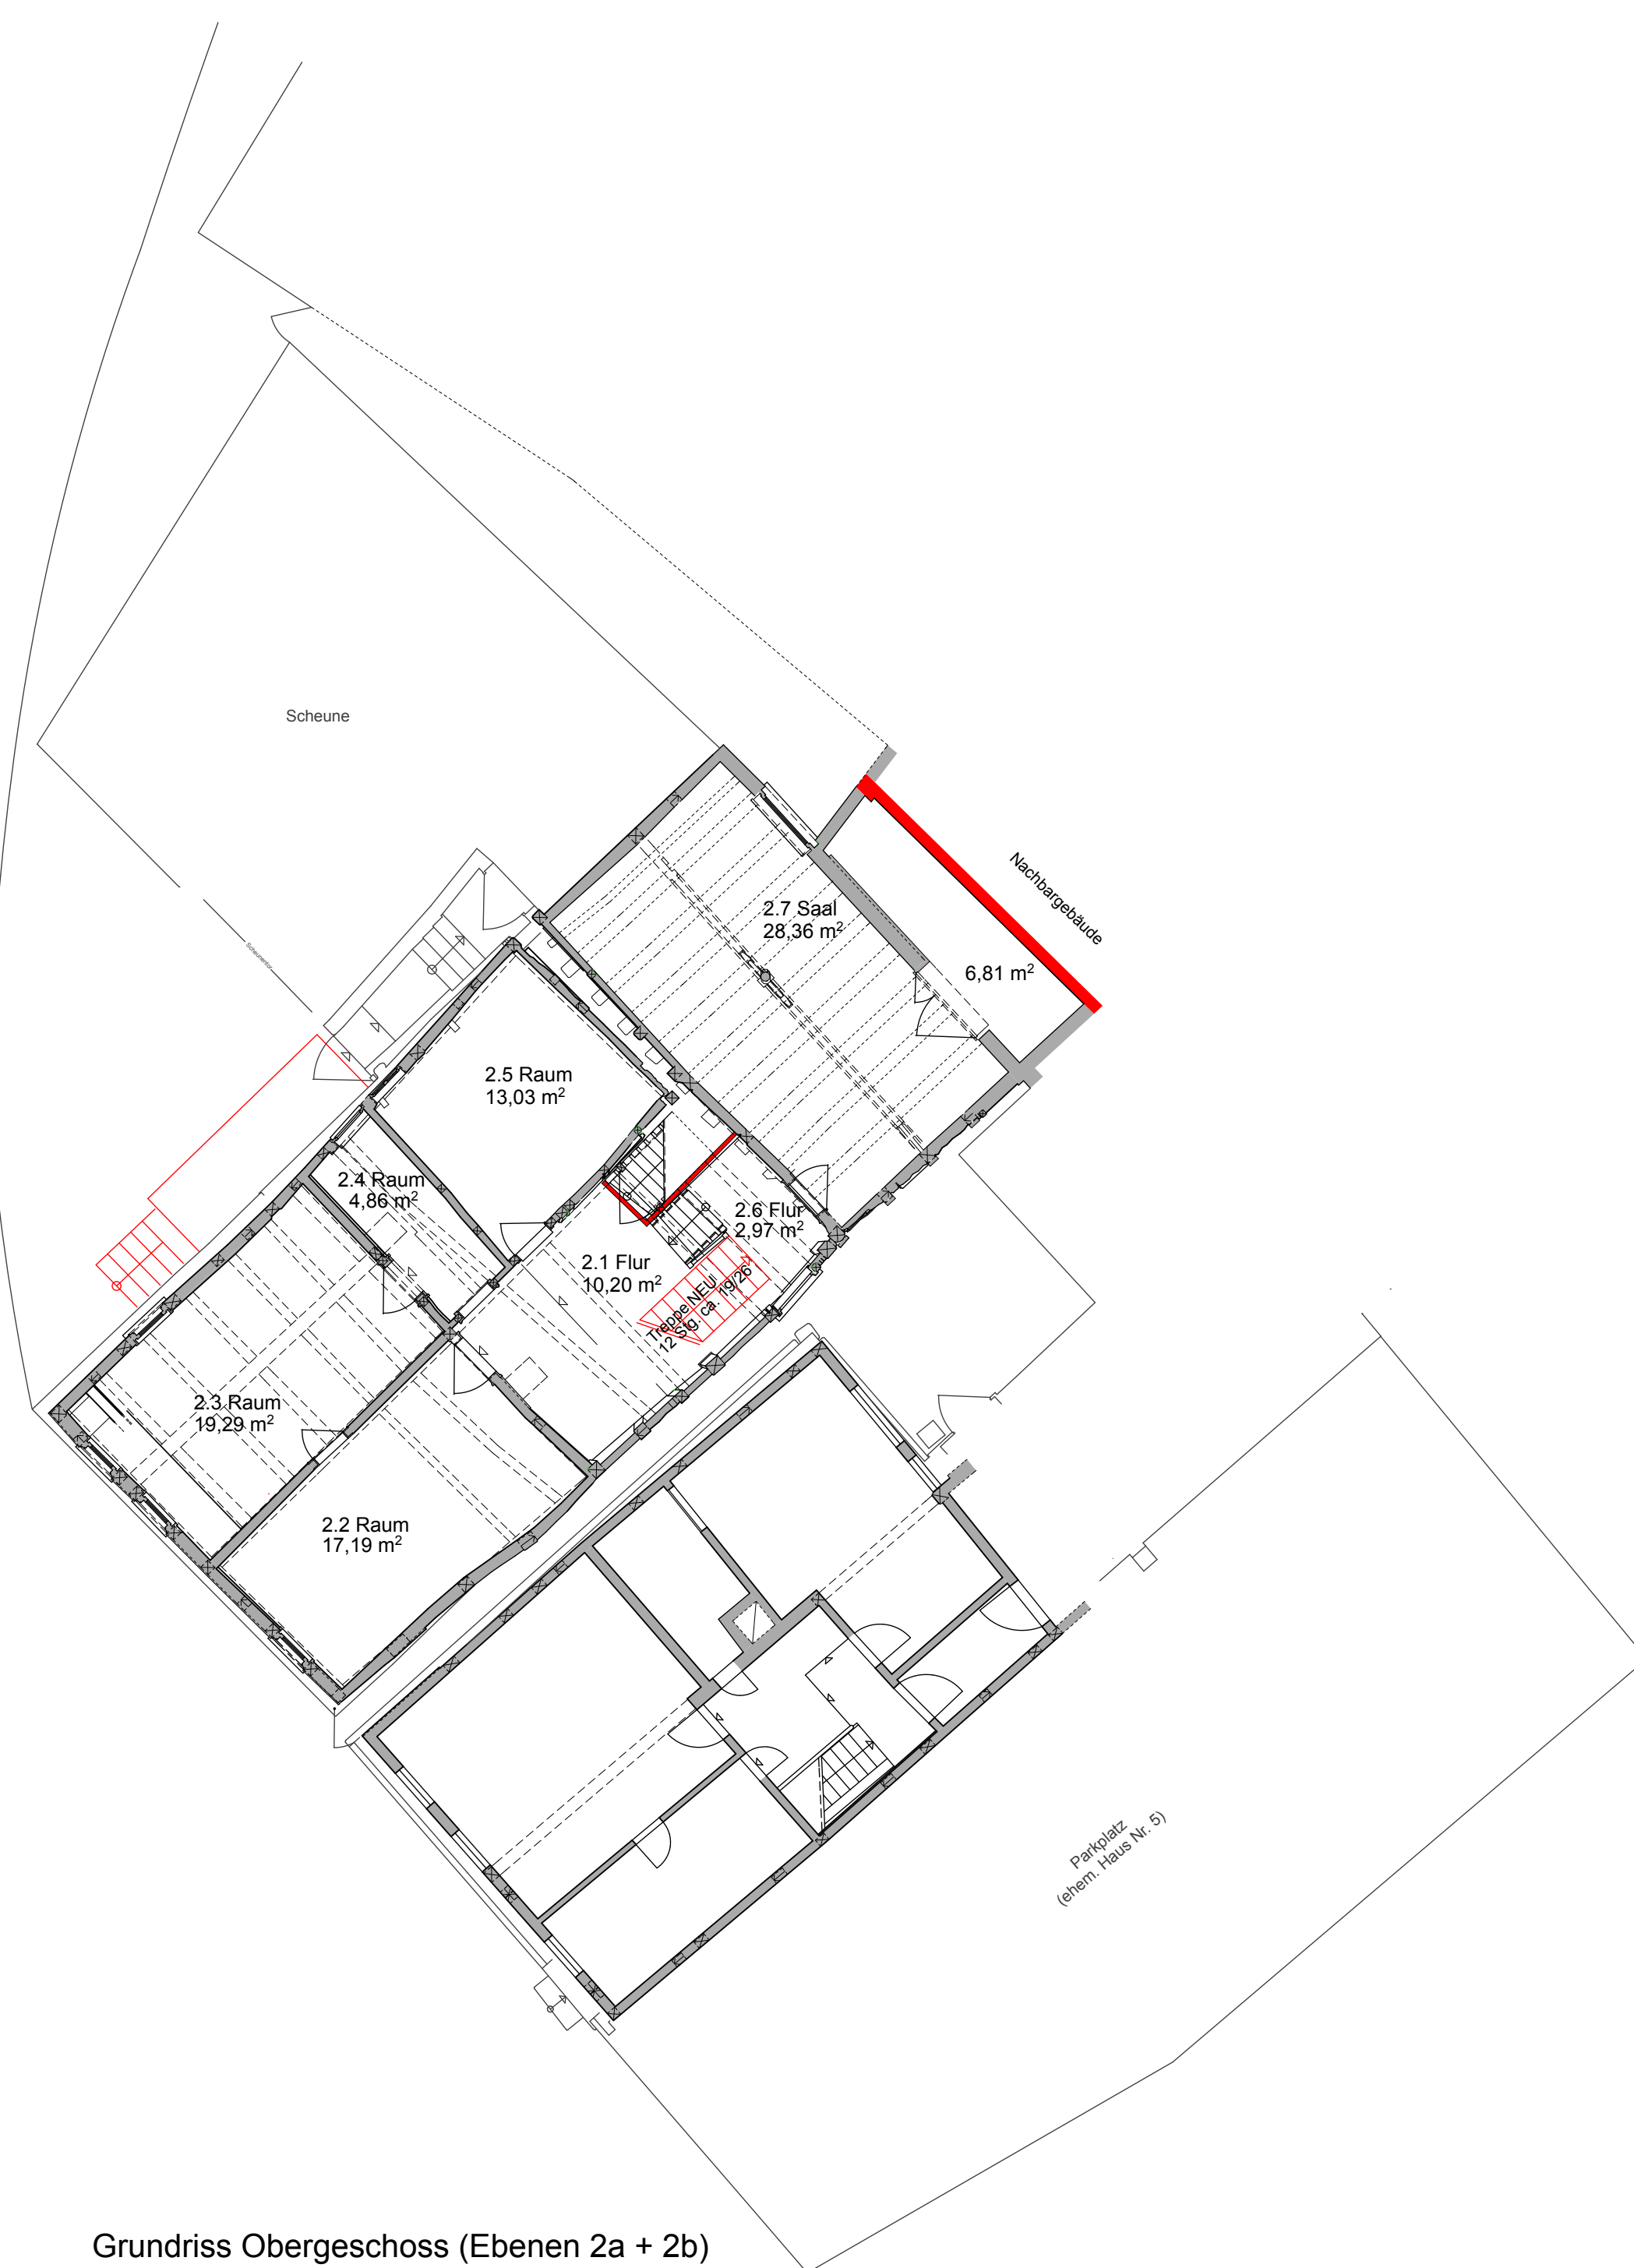 Scheune
Nachbargebäude
2.7 Saal
28,36 m²
6,81 m²
Scheunentor
2.5 Raum
13,03 m²
2.4 Raum
4,86 m²
2.6 Flur
2,97 m²
2.1 Flur
10,20 m²
Treppe NEU
12 Stg. ca. 19/26
2.3 Raum
19,29 m²
2.2 Raum
17,19 m²
Parkplatz
(ehem. Haus Nr. 5)
Grundriss Obergeschoss (Ebenen 2a + 2b)